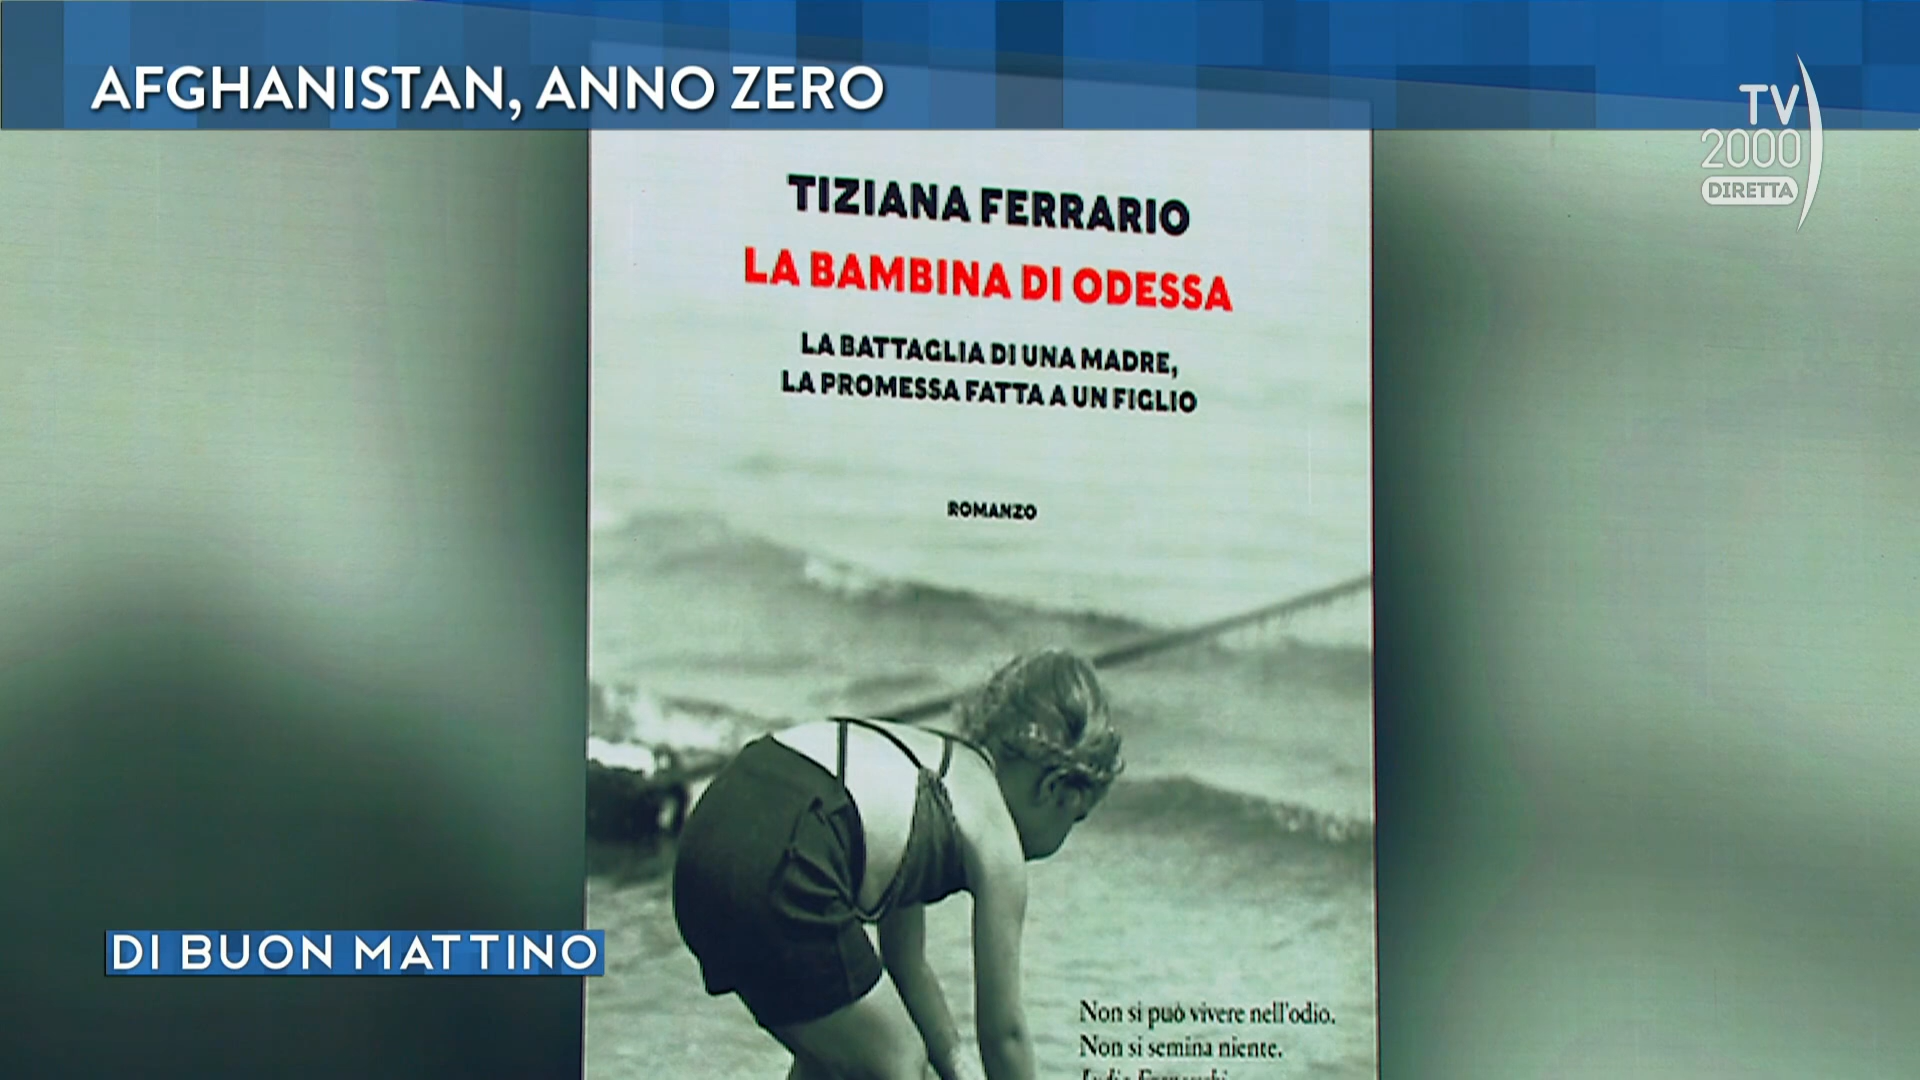 AFGHANISTAN, ANNO ZERO
TV
2000
DIRETTA
TIZIANA FERRARIO
LA BAMBINA DI ODESSA
LA BATTAGLIA DI UNA MADRE,
LA PROMESSA FATTA A UN FIGLIO
ROMANZO
DI BUON MATTINO
Non si può vivere nell'odio.
Non si semina niente.